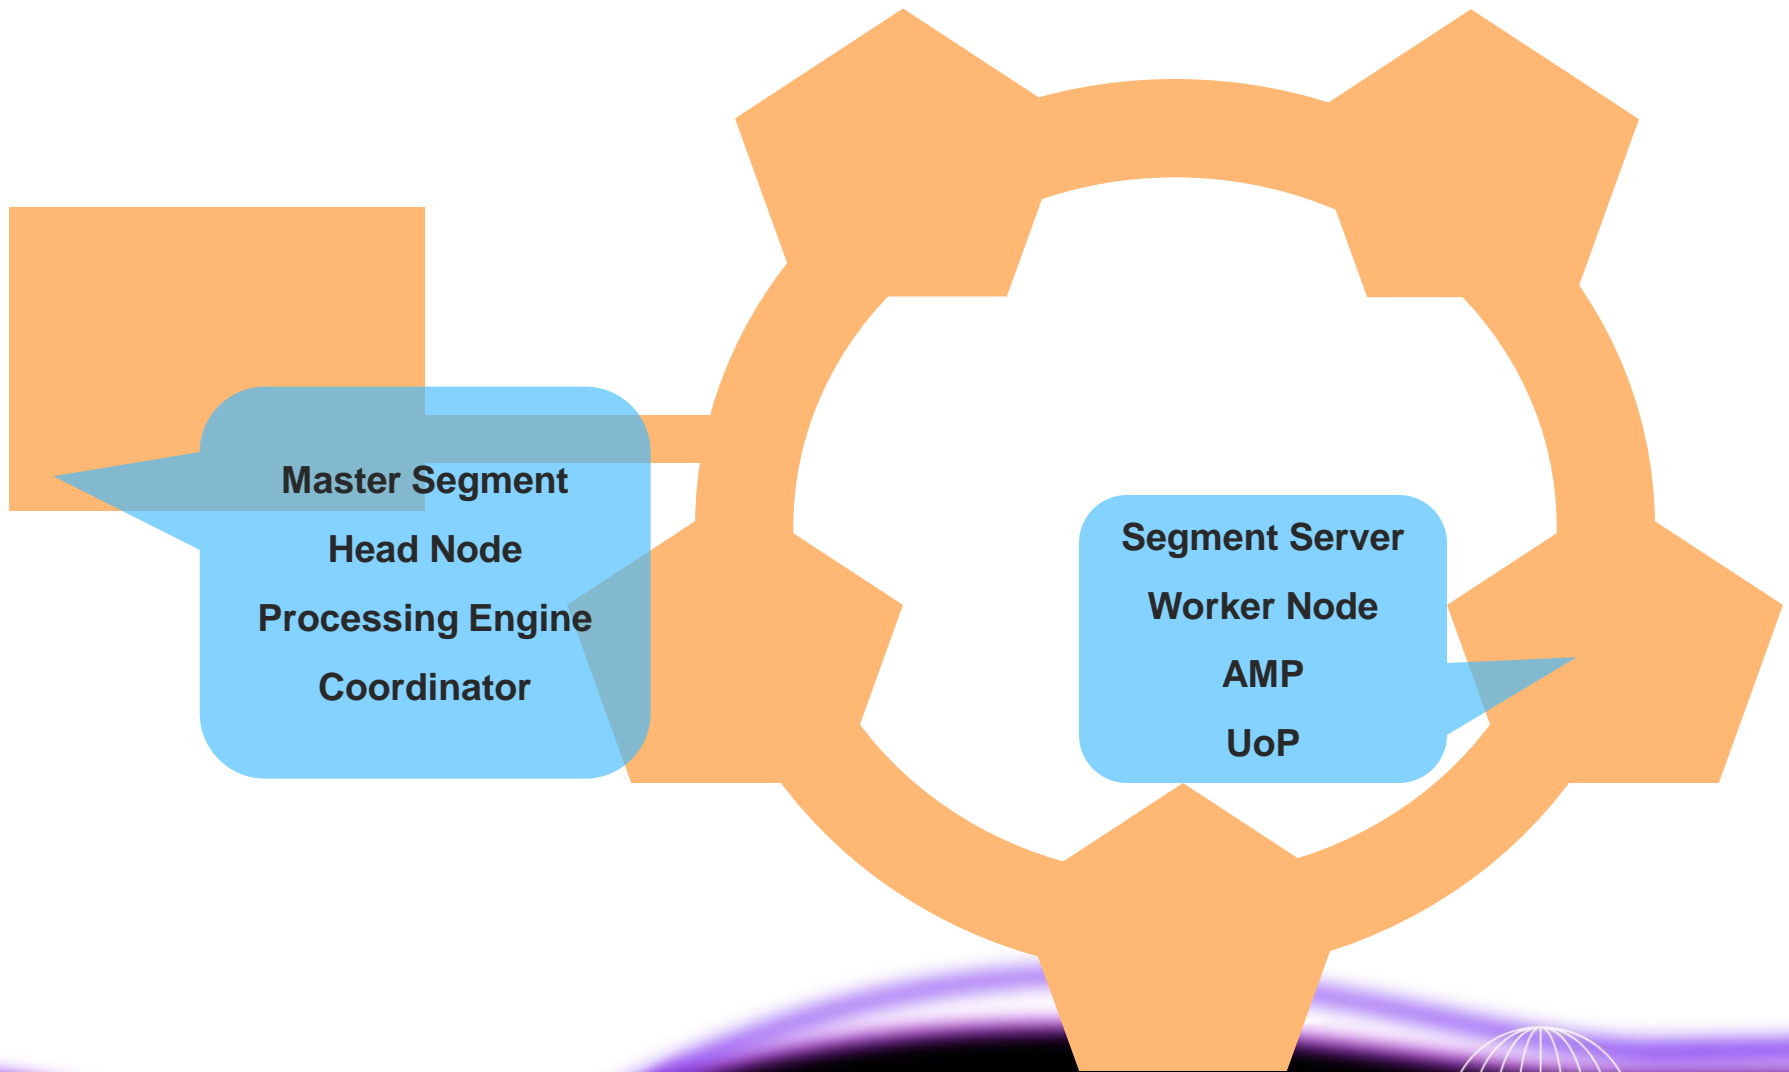 Master Segment
Head Node
Processing Engine
Coordinator
Segment Server
Worker Node
AMP
UoP